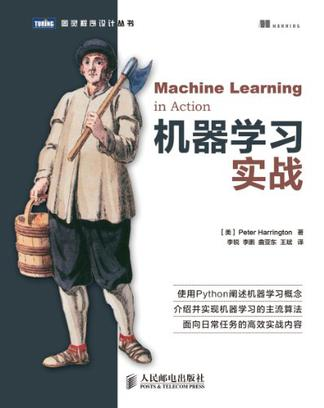 TURING
图灵程序设计丛书
MANNING
Machine Learning
in Action
机器学习
实战
[美] Peter Harrington 著
李锐 李鹏 曲亚东 王斌 译
使用Python阐述机器学习概念
介绍并实现机器学习的主流算法
面向日常任务的高效实战内容
人民邮电出版社
POSTS & TELECOM PRESS